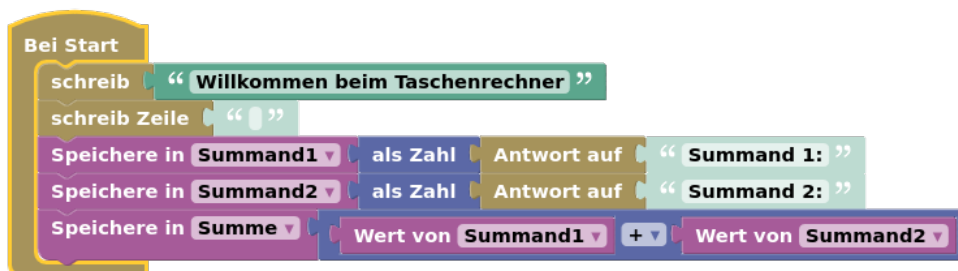 Bei Start
schreib “ Willkommen beim Taschenrechner ”
schreib Zeile “ ”
Speichere in Summand1 ▾ als Zahl Antwort auf “ Summand 1: ”
Speichere in Summand2 ▾ als Zahl Antwort auf “ Summand 2: ”
Speichere in Summe ▾ Wert von Summand1 ▾ + ▾ Wert von Summand2 ▾